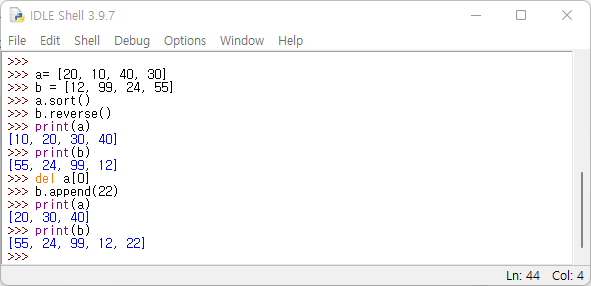 IDLE Shell 3.9.7
File Edit Shell Debug Options Window Help
>>>
>>> a= [20, 10, 40, 30]
>>> b = [12, 99, 24, 55]
>>> a.sort()
>>> b.reverse()
>>> print(a)
[10, 20, 30, 40]
>>> print(b)
[55, 24, 99, 12]
>>> del a[0]
>>> b.append(22)
>>> print(a)
[20, 30, 40]
>>> print(b)
[55, 24, 99, 12, 22]
>>>
Ln: 44 Col: 4